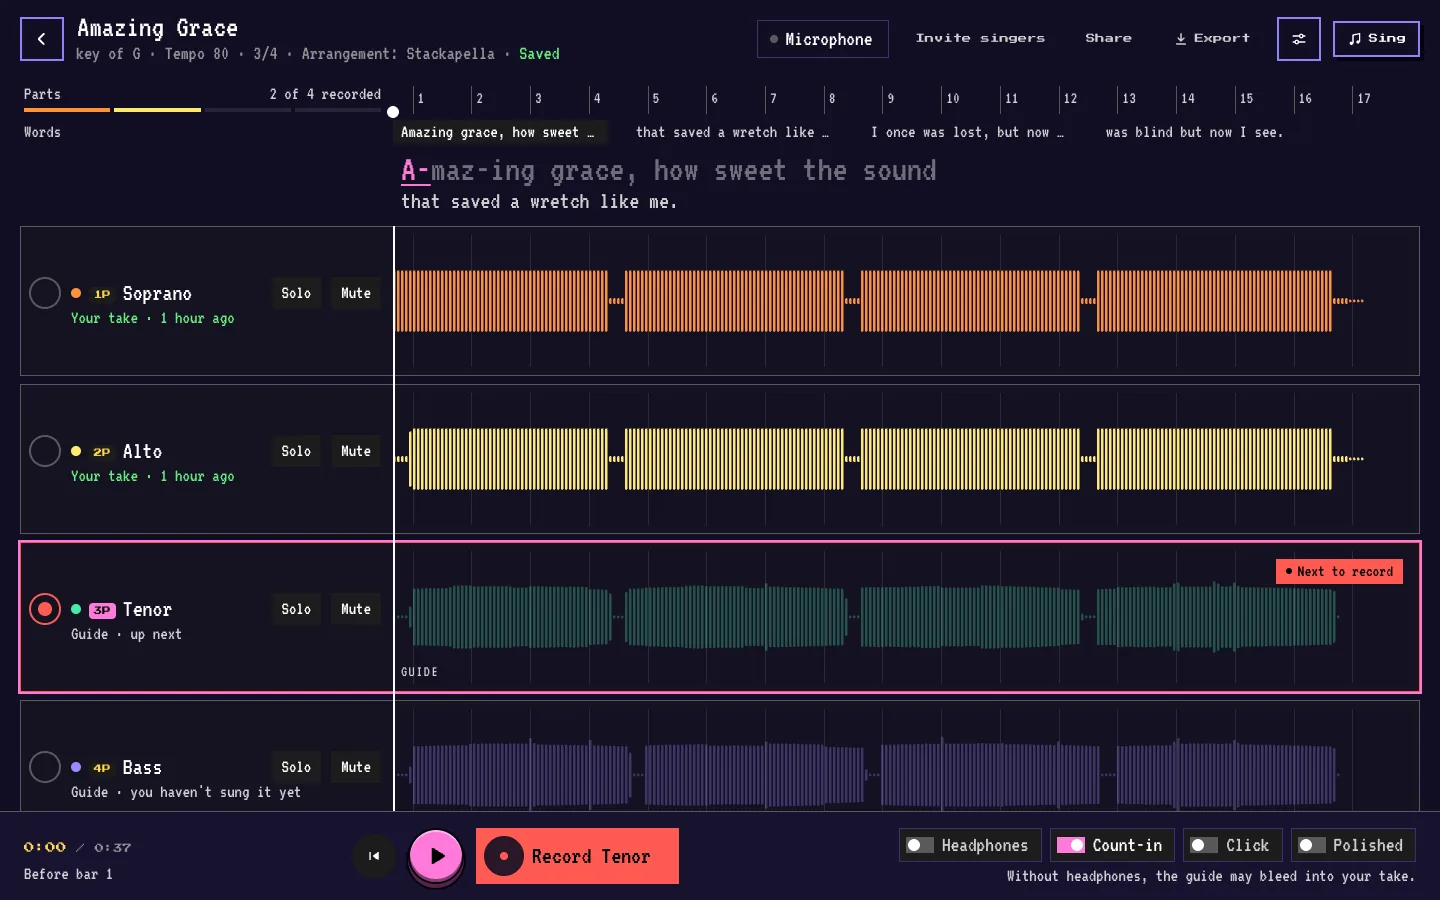 Amazing Grace
key of G · Tempo 80 · 3/4 · Arrangement: Stackapella · Saved
Microphone
Invite singers
Share
Export
Sing
Parts
2 of 4 recorded
1 2 3 4 5 6 7 8 9 10 11 12 13 14 15 16 17
Words
Amazing grace, how sweet …
that saved a wretch like …
I once was lost, but now …
was blind but now I see.
A-maz-ing grace, how sweet the sound
that saved a wretch like me.
1P Soprano
Solo
Mute
Your take · 1 hour ago
2P Alto
Solo
Mute
Your take · 1 hour ago
Next to record
3P Tenor
Solo
Mute
Guide · up next
GUIDE
4P Bass
Solo
Mute
Guide · you haven't sung it yet
0:00 / 0:37
Before bar 1
Record Tenor
Headphones
Count-in
Click
Polished
Without headphones, the guide may bleed into your take.